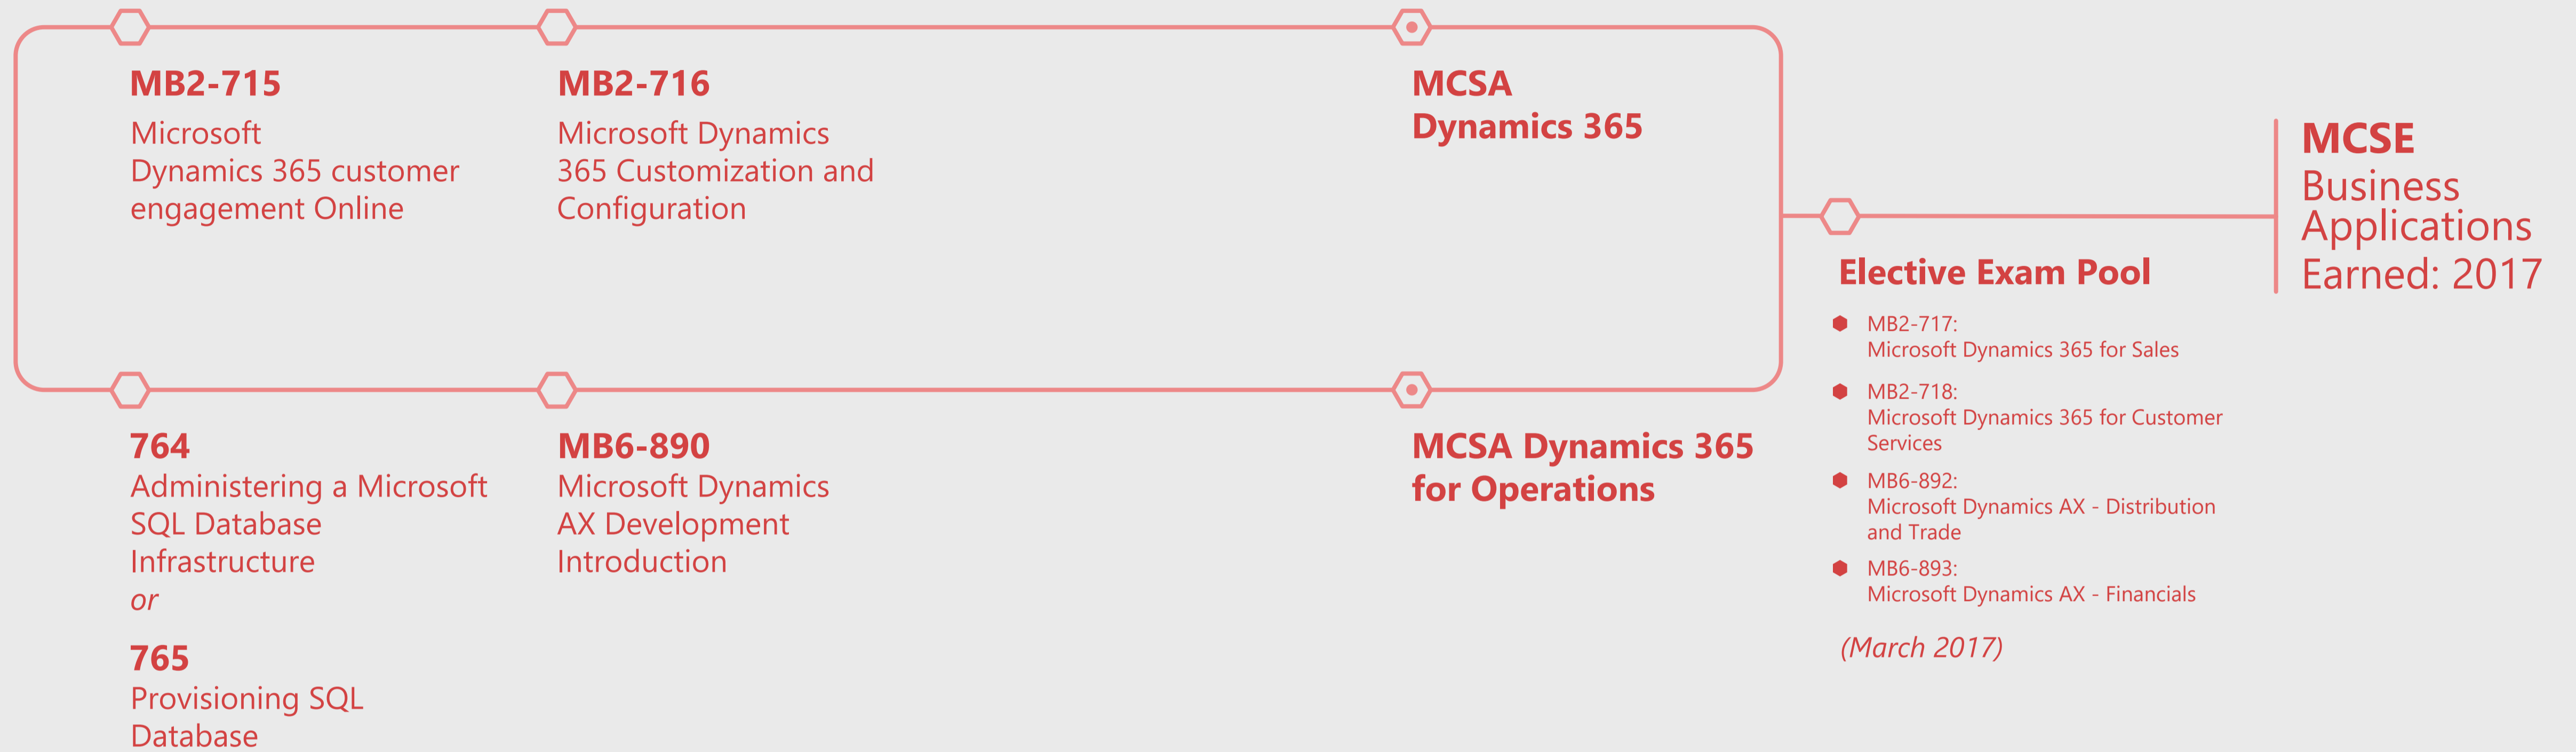 MB2-715
Microsoft
Dynamics 365 customer
engagement Online
MB2-716
Microsoft Dynamics
365 Customization and
Configuration
MCSA
Dynamics 365
764
Administering a Microsoft
SQL Database
Infrastructure
or
765
Provisioning SQL
Database
MB6-890
Microsoft Dynamics
AX Development
Introduction
MCSA Dynamics 365
for Operations
Elective Exam Pool
MB2-717:
Microsoft Dynamics 365 for Sales
MB2-718:
Microsoft Dynamics 365 for Customer
Services
MB6-892:
Microsoft Dynamics AX - Distribution
and Trade
MB6-893:
Microsoft Dynamics AX - Financials
(March 2017)
MCSE
Business
Applications
Earned: 2017